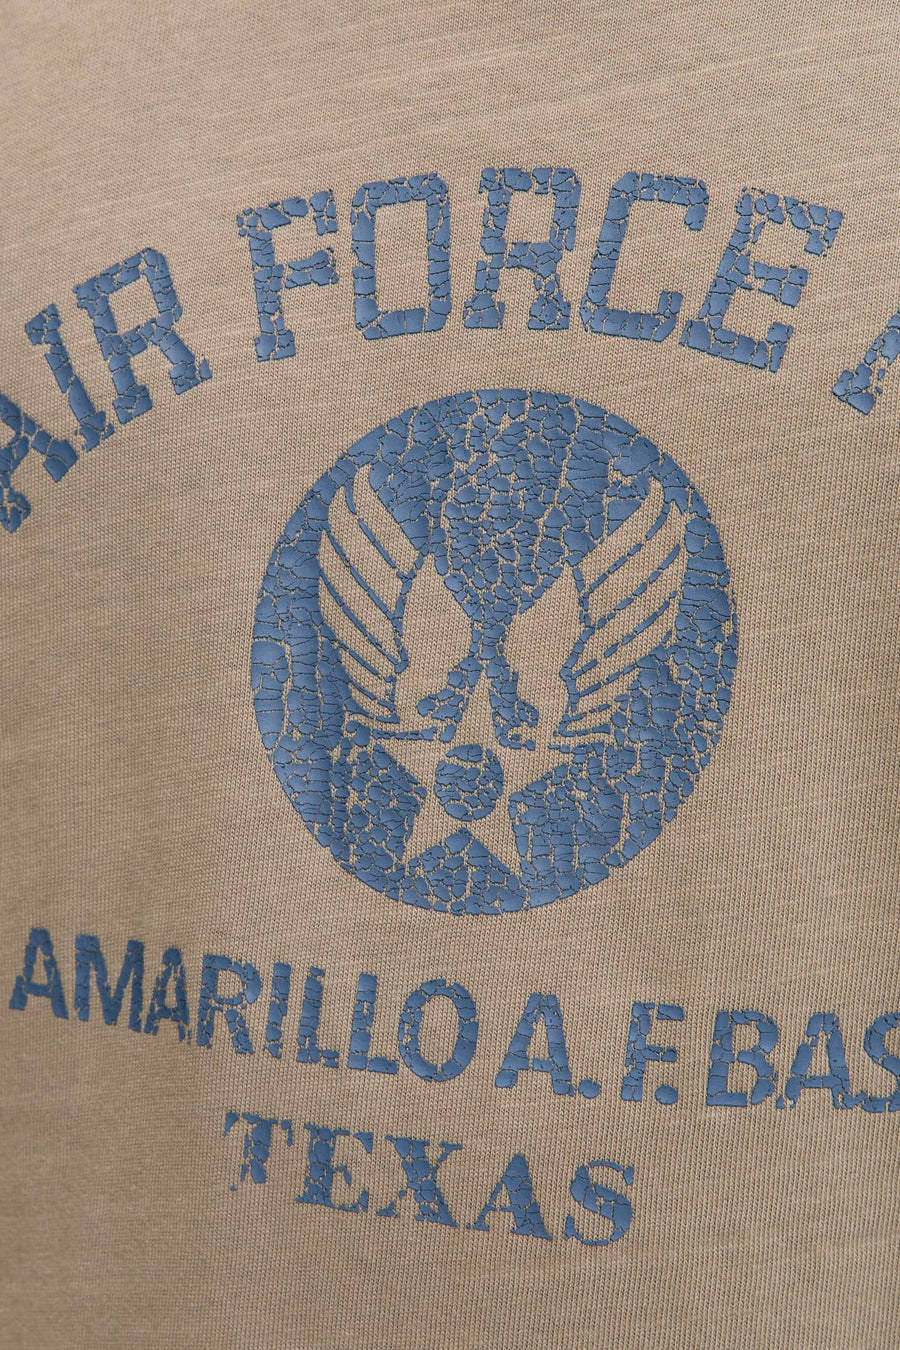 AIR FORCE
AMARILLO A.F. BAS
TEXAS